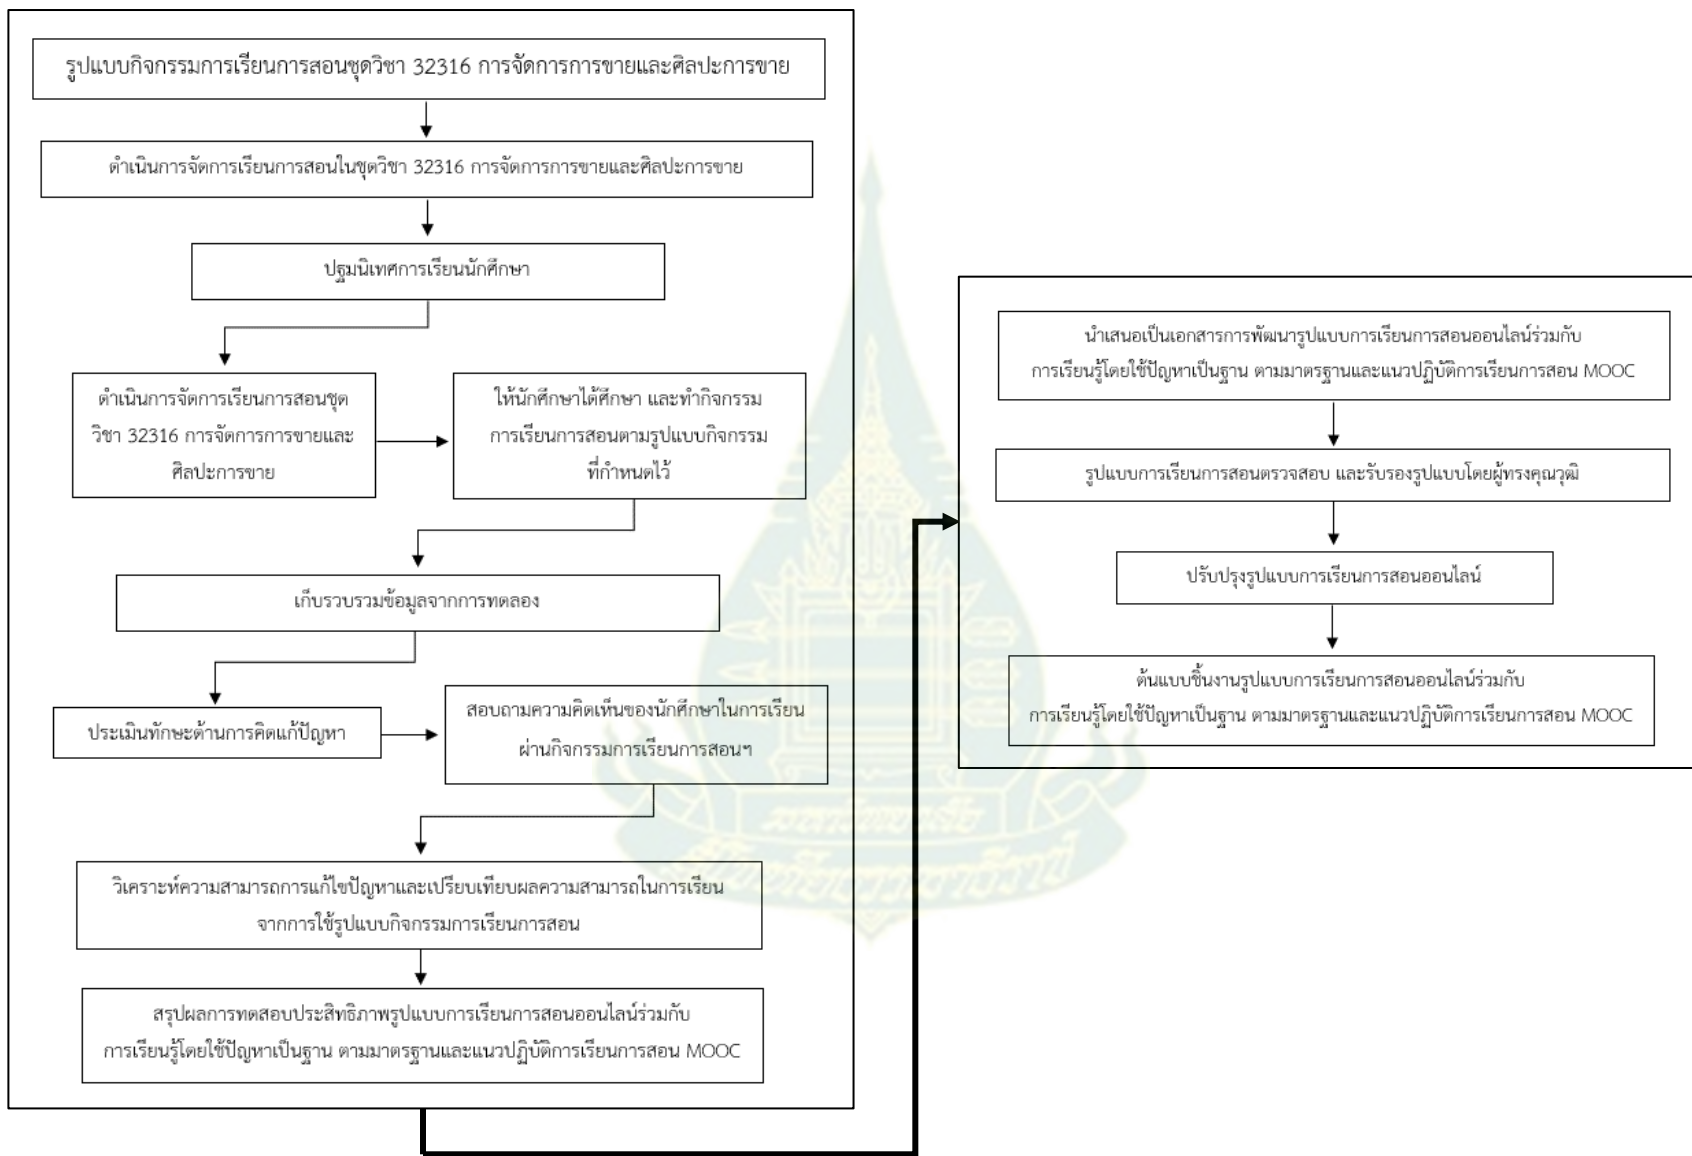 รูปแบบกิจกรรมการเรียนการสอนชุดวิชา 32316 การจัดการการขายและศิลปะการขาย
ดำเนินการจัดการเรียนการสอนในชุดวิชา 32316 การจัดการการขายและศิลปะการขาย
ปฐมนิเทศการเรียนนักศึกษา
ดำเนินการจัดการเรียนการสอนชุด
วิชา 32316 การจัดการการขายและ
ศิลปะการขาย
ให้นักศึกษาได้ศึกษา และทำกิจกรรม
การเรียนการสอนตามรูปแบบกิจกรรม
ที่กำหนดไว้
เก็บรวบรวมข้อมูลจากการทดลอง
ประเมินทักษะด้านการคิดแก้ปัญหา
สอบถามความคิดเห็นของนักศึกษาในการเรียน
ผ่านกิจกรรมการเรียนการสอนฯ
วิเคราะห์ความสามารถการแก้ไขปัญหาและเปรียบเทียบผลความสามารถในการเรียน
จากการใช้รูปแบบกิจกรรมการเรียนการสอน
สรุปผลการทดสอบประสิทธิภาพรูปแบบการเรียนการสอนออนไลน์ร่วมกับ
การเรียนรู้โดยใช้ปัญหาเป็นฐาน ตามมาตรฐานและแนวปฏิบัติการเรียนการสอน MOOC
นำเสนอเป็นเอกสารการพัฒนารูปแบบการเรียนการสอนออนไลน์ร่วมกับ
การเรียนรู้โดยใช้ปัญหาเป็นฐาน ตามมาตรฐานและแนวปฏิบัติการเรียนการสอน MOOC
รูปแบบการเรียนการสอนตรวจสอบ และรับรองรูปแบบโดยผู้ทรงคุณวุฒิ
ปรับปรุงรูปแบบการเรียนการสอนออนไลน์
ต้นแบบชิ้นงานรูปแบบการเรียนการสอนออนไลน์ร่วมกับ
การเรียนรู้โดยใช้ปัญหาเป็นฐาน ตามมาตรฐานและแนวปฏิบัติการเรียนการสอน MOOC
มหาวิทยาลัย
สุโขทัยธรรมาธิราช